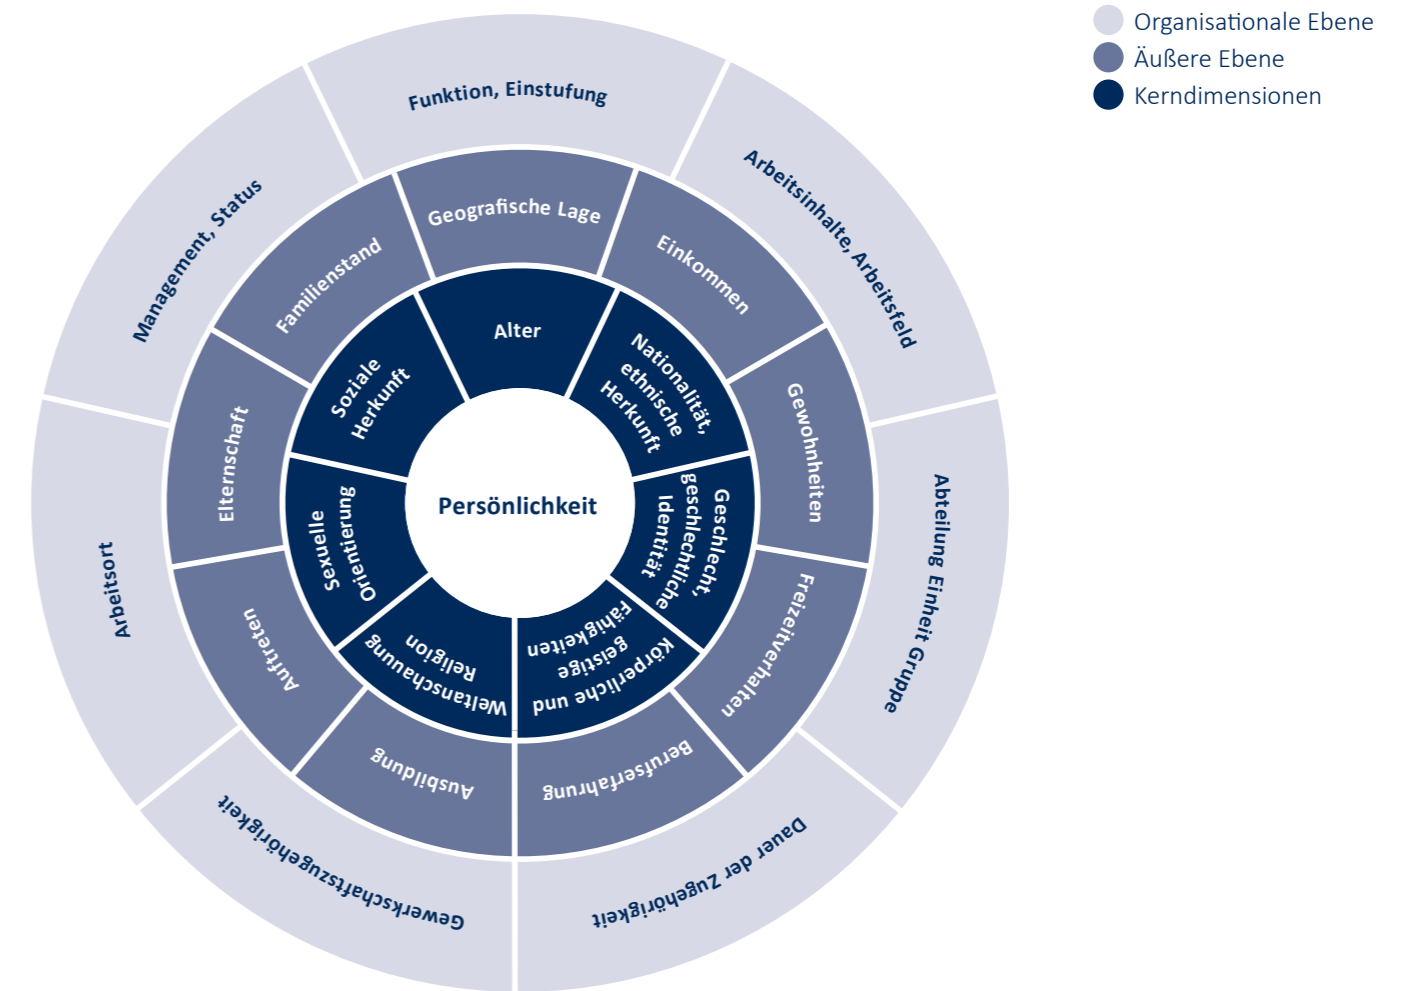 Organisationale Ebene
Äußere Ebene
Kerndimensionen
Funktion, Einstufung
Arbeitsinhalte, Arbeitsfeld
Abteilung Einheit Gruppe
Dauer der Zugehörigkeit
Gewerkschaftszugehörigkeit
Arbeitsort
Management, Status
Geografische Lage
Einkommen
Gewohnheiten
Freizeitverhalten
Berufserfahrung
Ausbildung
Auftreten
Elternschaft
Familienstand
Alter
Nationalität,
ethnische
Herkunft
Geschlecht,
geschlechtliche
Identität
Körperliche und
geistige
Fähigkeiten
Weltanschauung
Religion
Sexuelle
Orientierung
Soziale
Herkunft
Persönlichkeit